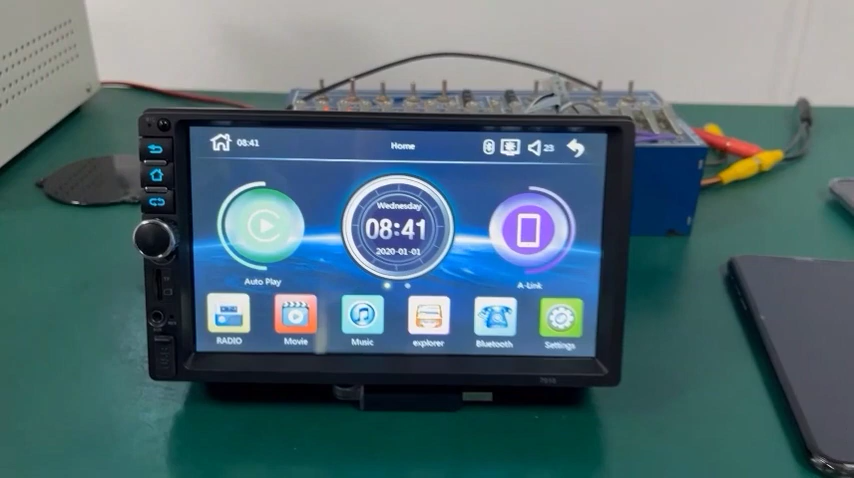 08:41
Home
23
Wednesday
08:41
2020-01-01
Auto Play
A-Link
RADIO
Movie
Music
explorer
Bluetooth
Settings